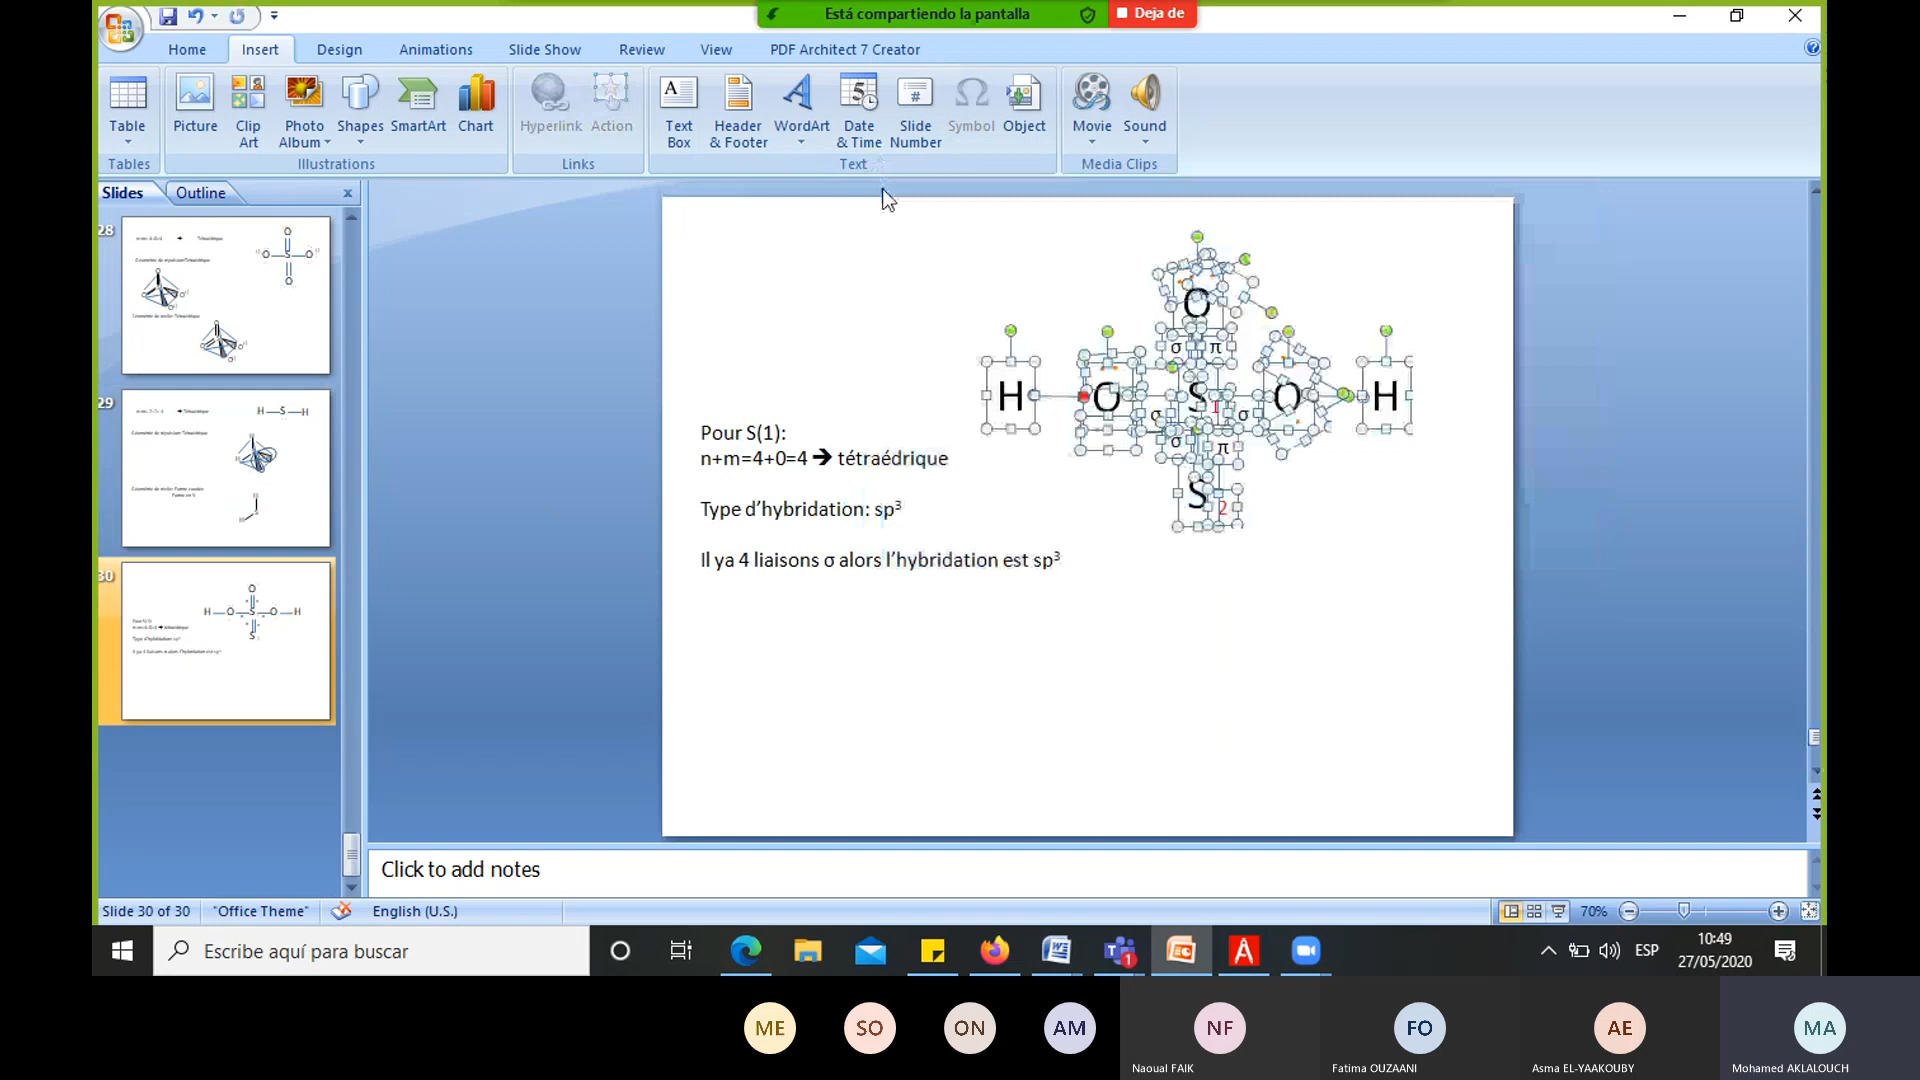 Está compartiendo la pantalla
Deja de
Home Insert Design Animations Slide Show Review View PDF Architect 7 Creator
Table
Picture
Clip Art
Photo Album
Shapes
SmartArt
Chart
Hyperlink
Action
Text Box
Header & Footer
WordArt
Date & Time
Slide Number
Symbol
Object
Movie
Sound
Tables
Illustrations
Links
Text
Media Clips
Slides
Outline
28
29
H—S—H
30
O
σ π
H O S 1 O H
σ σ
σ π
S 2
Pour S(1):
n+m=4+0=4 ➔ tétraédrique
Type d’hybridation: sp³
Il ya 4 liaisons σ alors l’hybridation est sp³
Click to add notes
Slide 30 of 30
"Office Theme"
English (U.S.)
70%
Escribe aquí para buscar
1
ESP
10:49
27/05/2020
ME
SO
ON
AM
NF
FO
AE
MA
Naoual FAIK
Fatima OUZAANI
Asma EL-YAAKOUBY
Mohamed AKLALOUCH